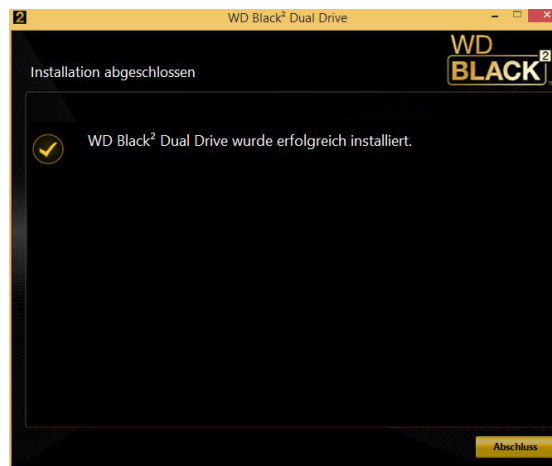 2
WD Black² Dual Drive
WD
BLACK²
Installation abgeschlossen
WD Black² Dual Drive wurde erfolgreich installiert.
Abschluss